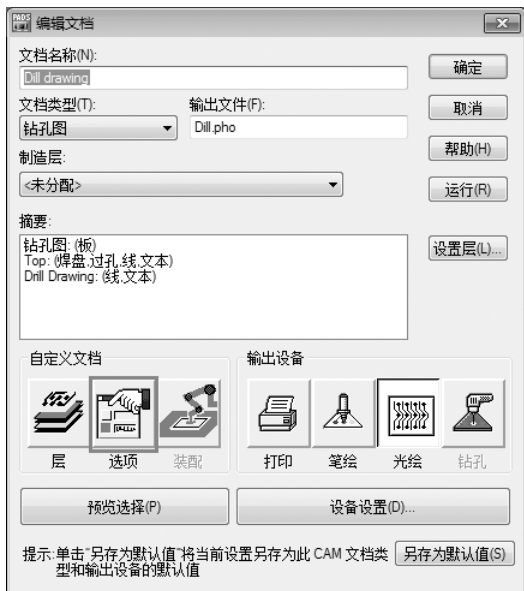 PADS
编辑文档
文档名称(N):
Dill drawing
确定
文档类型(T):
输出文件(F):
取消
钻孔图
Dill.pho
制造层:
帮助(H)
<未分配>
运行(R)
摘要:
钻孔图: (板)
Top: (焊盘,过孔,线,文本)
Drill Drawing: (线,文本)
设置层(L)...
自定义文档
输出设备
层
选项
装配
打印
笔绘
光绘
钻孔
预览选择(P)
设备设置(D)...
提示:单击"另存为默认值"将当前设置另存为此 CAM 文档类
型和输出设备的默认值
另存为默认值(S)